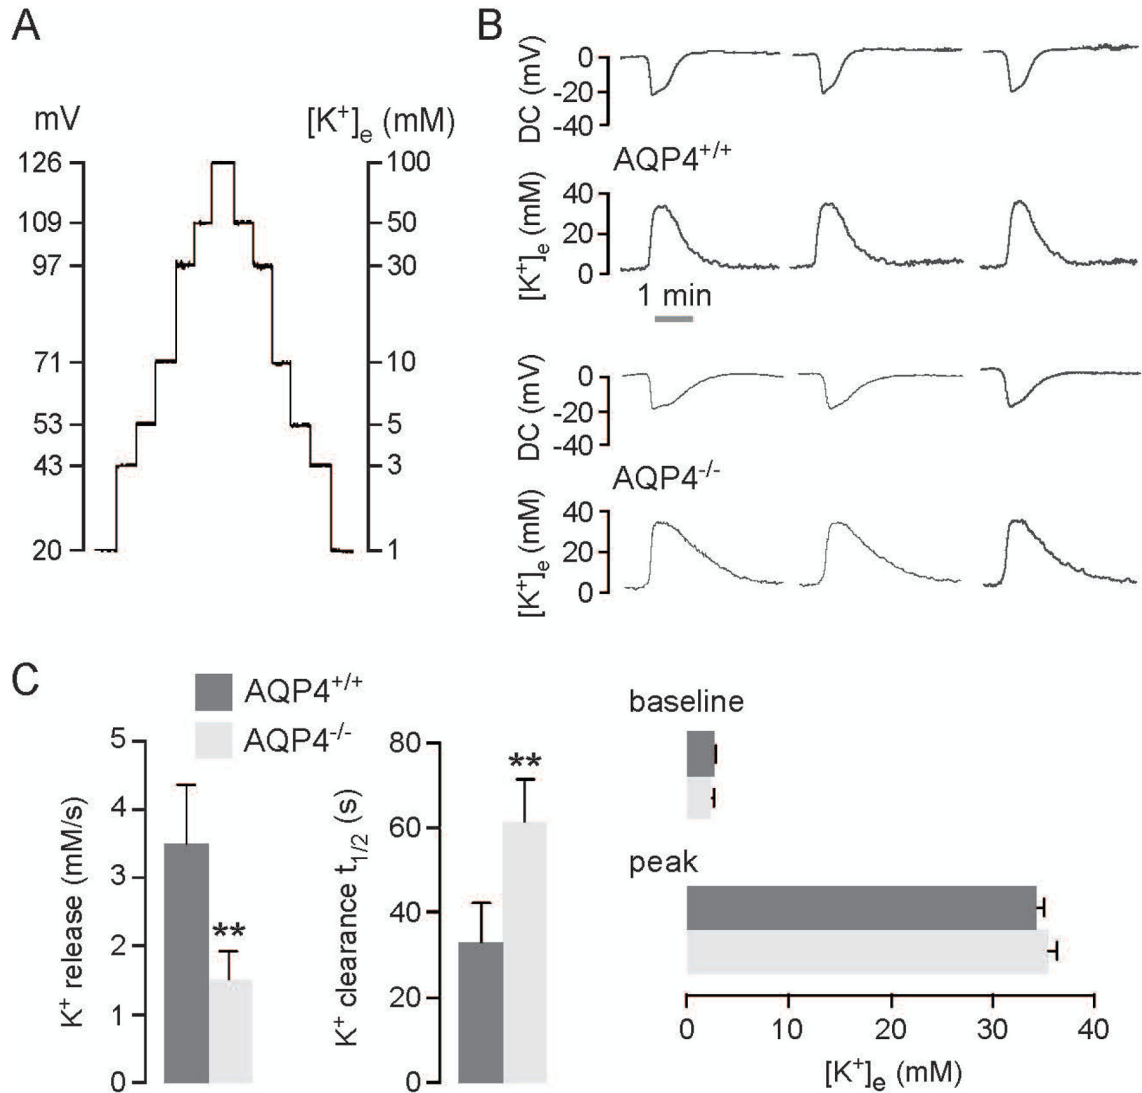 A
mV
[K⁺]ₑ (mM)
126
109
97
71
53
43
20
100
50
30
10
5
3
1
B
DC (mV)
0
-20
-40
AQP4⁺/⁺
[K⁺]ₑ (mM)
40
20
0
1 min
DC (mV)
0
-20
-40
AQP4⁻/⁻
[K⁺]ₑ (mM)
40
20
0
C
AQP4⁺/⁺
AQP4⁻/⁻
K⁺ release (mM/s)
5
4
3
2
1
0
**
K⁺ clearance t₁/₂ (s)
80
60
40
20
0
**
baseline
peak
0 10 20 30 40
[K⁺]ₑ (mM)